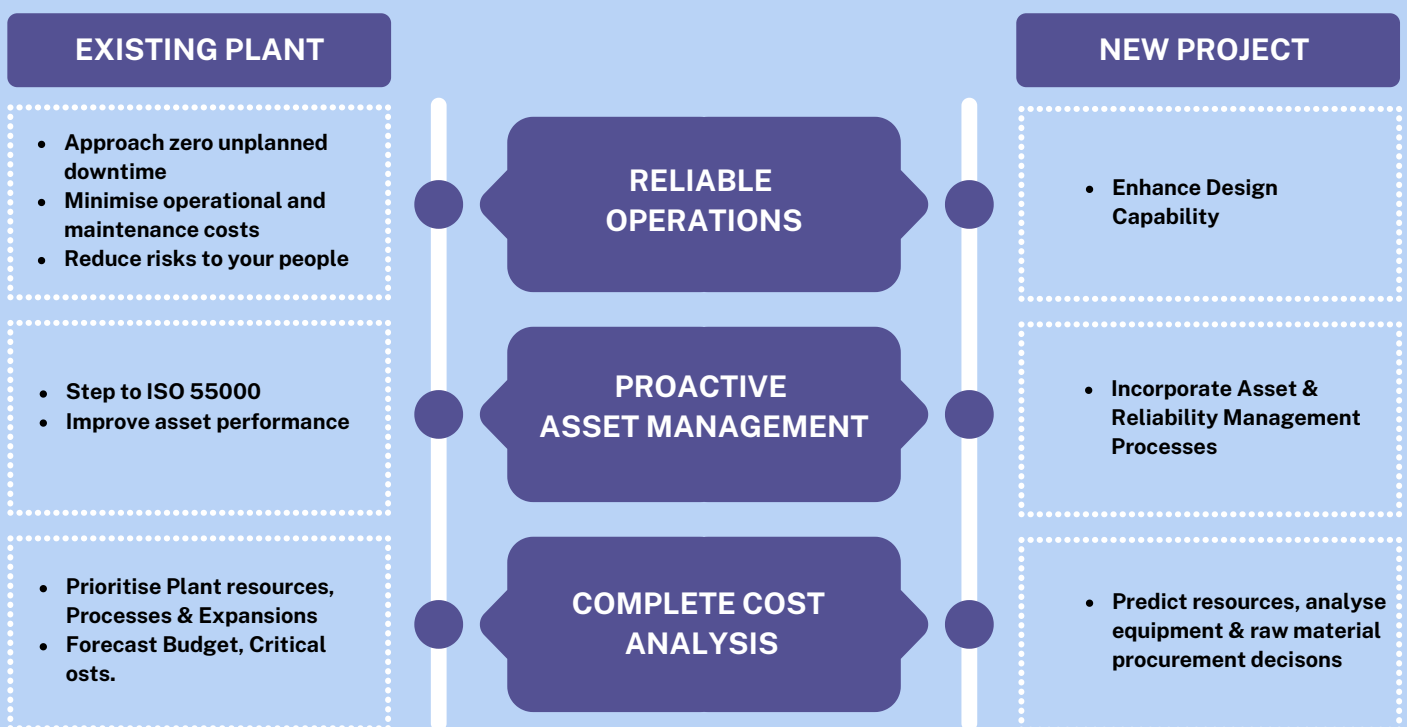 EXISTING PLANT
NEW PROJECT
Approach zero unplanned
downtime
Minimise operational and
maintenance costs
Reduce risks to your people
RELIABLE
OPERATIONS
Enhance Design
Capability
Step to ISO 55000
Improve asset performance
PROACTIVE
ASSET MANAGEMENT
Incorporate Asset &
Reliability Management
Processes
Prioritise Plant resources,
Processes & Expansions
Forecast Budget, Critical
osts.
COMPLETE COST
ANALYSIS
Predict resources, analyse
equipment & raw material
procurement decisons